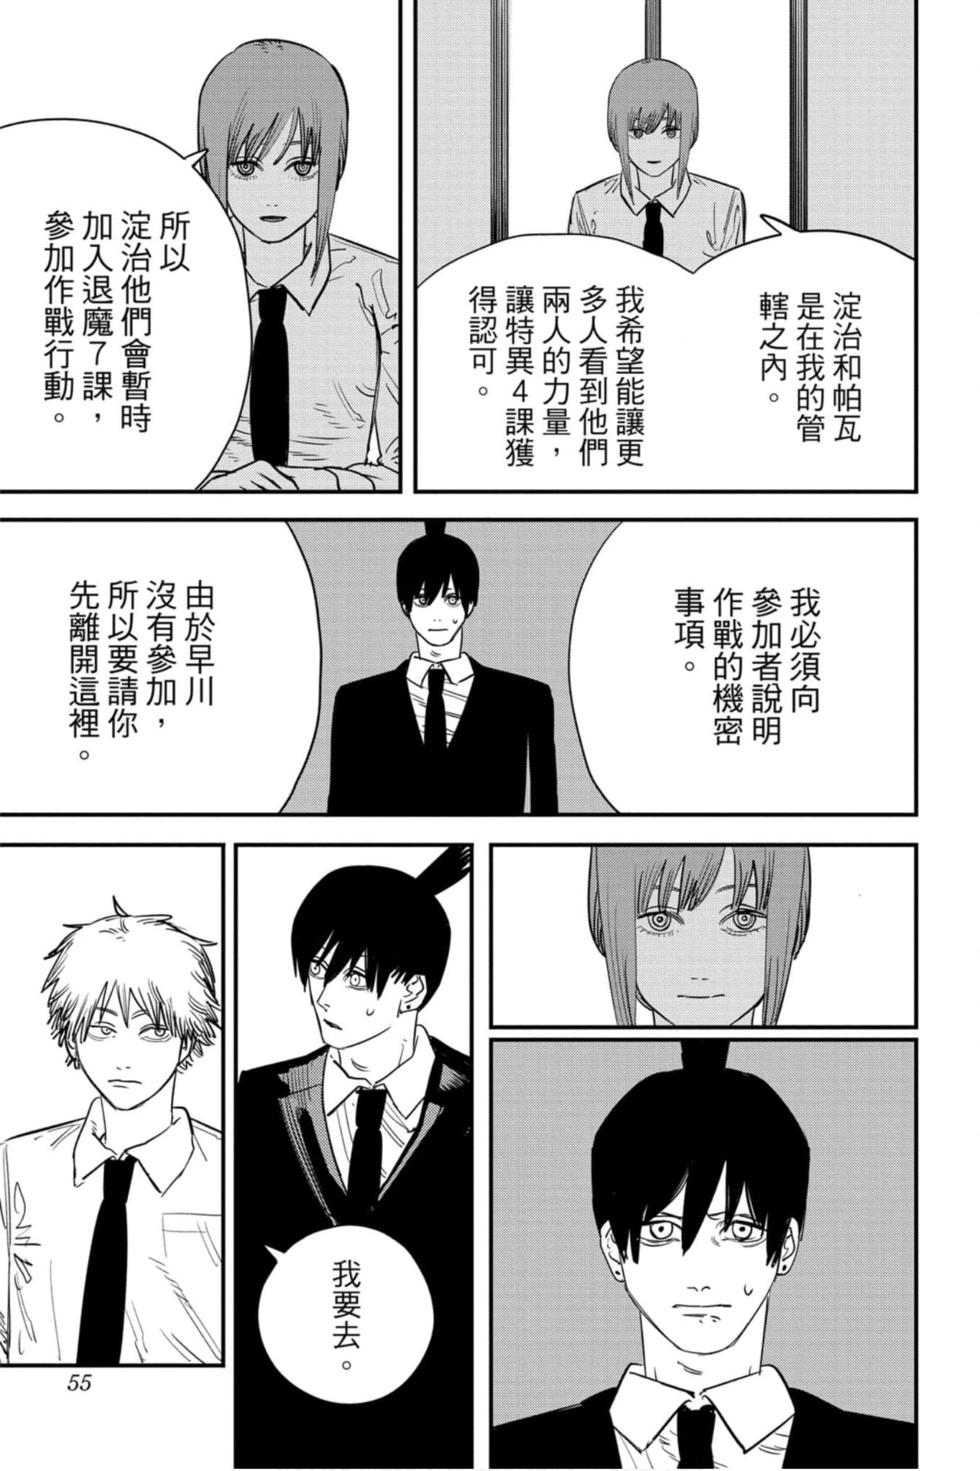 淀治和帕瓦
是在我的管
轄之內。
我希望能讓更
多人看到他們
兩人的力量，
讓特異4課獲
得認可。
所以
淀治他們會暫時
加入退魔7課，
參加作戰行動。
我必須向
參加者說明
作戰的機密
事項。
由於早川
沒有參加，
所以要請你
先離開這裡。
我要去。
55